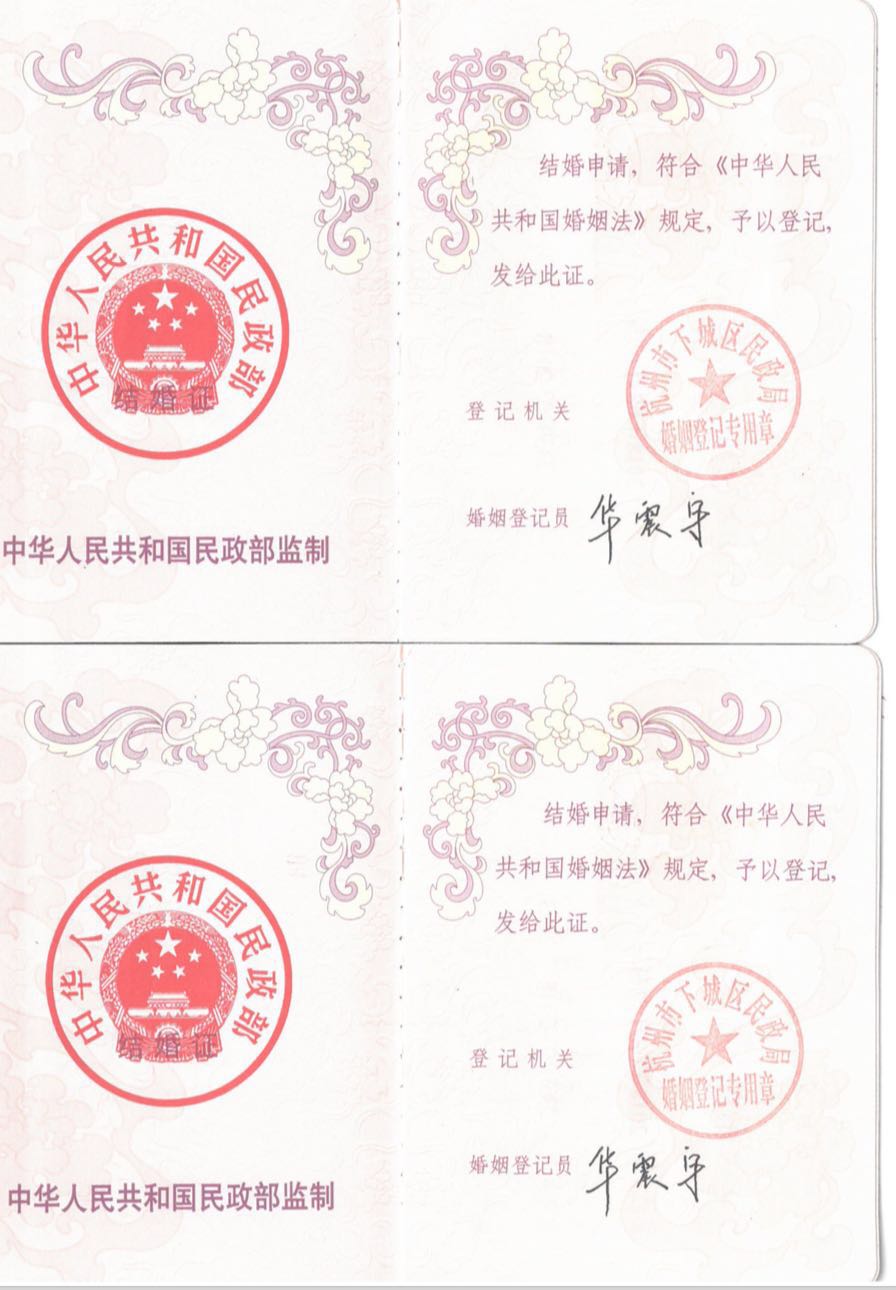 中华人民共和国民政部
结婚证
中华人民共和国民政部监制
结婚申请，符合《中华人民
共和国婚姻法》规定，予以登记，
发给此证。
登记机关
杭州市下城区民政局
婚姻登记专用章
婚姻登记员 华震宇
中华人民共和国民政部
结婚证
中华人民共和国民政部监制
结婚申请，符合《中华人民
共和国婚姻法》规定，予以登记，
发给此证。
登记机关
杭州市下城区民政局
婚姻登记专用章
婚姻登记员 华震宇